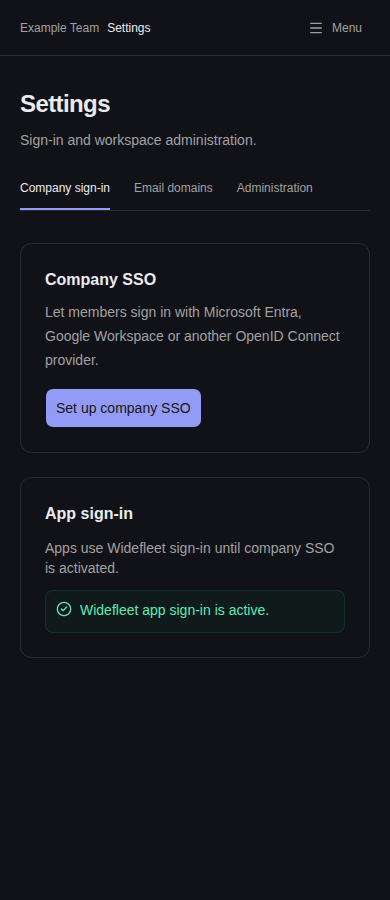 Example Team Settings
Menu
Settings
Sign-in and workspace administration.
Company sign-in Email domains Administration
Company SSO
Let members sign in with Microsoft Entra,
Google Workspace or another OpenID Connect
provider.
Set up company SSO
App sign-in
Apps use Widefleet sign-in until company SSO
is activated.
Widefleet app sign-in is active.